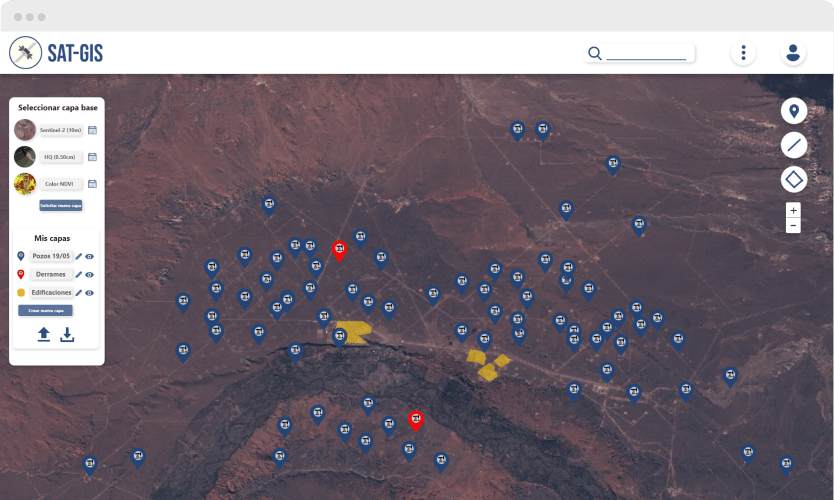 SAT-GIS
Seleccionar capa base
Sentinel-2 (10m)
HQ (0.50cm)
Color NDVI
Solicitar nueva capa
Mis capas
Pozos 19/05
Derrames
Edificaciones
Crear nueva capa
+
−